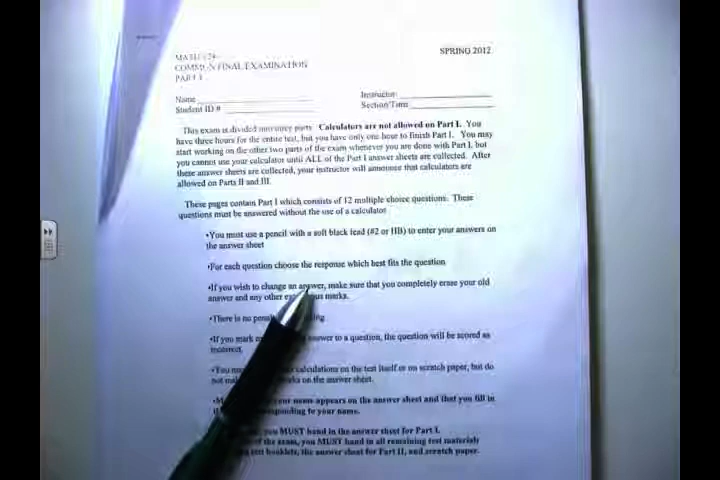 SPRING 2012
COMMON FINAL EXAMINATION
PART I
Name
Instructor
Student ID #
Section/Time
This exam is divided into three parts. Calculators are not allowed on Part I. You
have three hours for the entire test, but you have only one hour to finish Part I. You may
start working on the other two parts of the exam whenever you are done with Part I, but
you cannot use your calculator until ALL of the Part I answer sheets are collected. After
these answer sheets are collected, your instructor will announce that calculators are
allowed on Parts II and III.
These pages contain Part I which consists of 12 multiple choice questions. These
questions must be answered without the use of a calculator
•You must use a pencil with a soft black lead (#2 or HB) to enter your answers on
the answer sheet
•For each question choose the response which best fits the question
•If you wish to change an answer, make sure that you completely erase your old
answer and any other marks.
•There is no
•If you mark answer to a question, the question will be scored as
incorrect.
•You calculations on the test itself or on scratch paper, but do
not on the answer sheet.
your name appears on the answer sheet and that you fill in
to your name.
you MUST hand in the answer sheet for Part I.
of the exam, you MUST hand in all remaining test materials
test booklets, the answer sheet for Part II, and scratch paper.